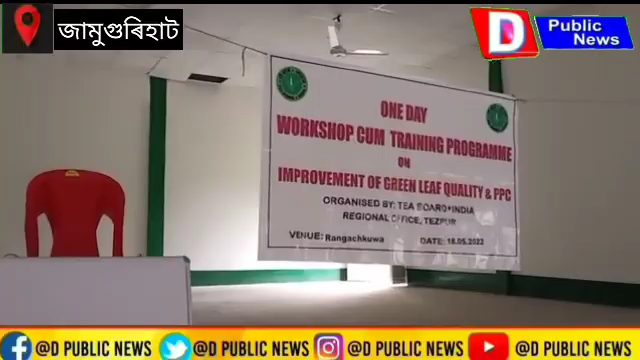 জামুগুৰিহাট
D Public News
ONE DAY
WORKSHOP CUM TRAINING PROGRAMME
ON
IMPROVEMENT OF GREEN LEAF QUALITY & PPC
ORGANISED BY: TEA BOARD INDIA
REGIONAL OFFICE, TEZPUR
VENUE: Rangachkuwa DATE: 18.05.2022
@D PUBLIC NEWS @D PUBLIC NEWS @D PUBLIC NEWS @D PUBLIC NEWS